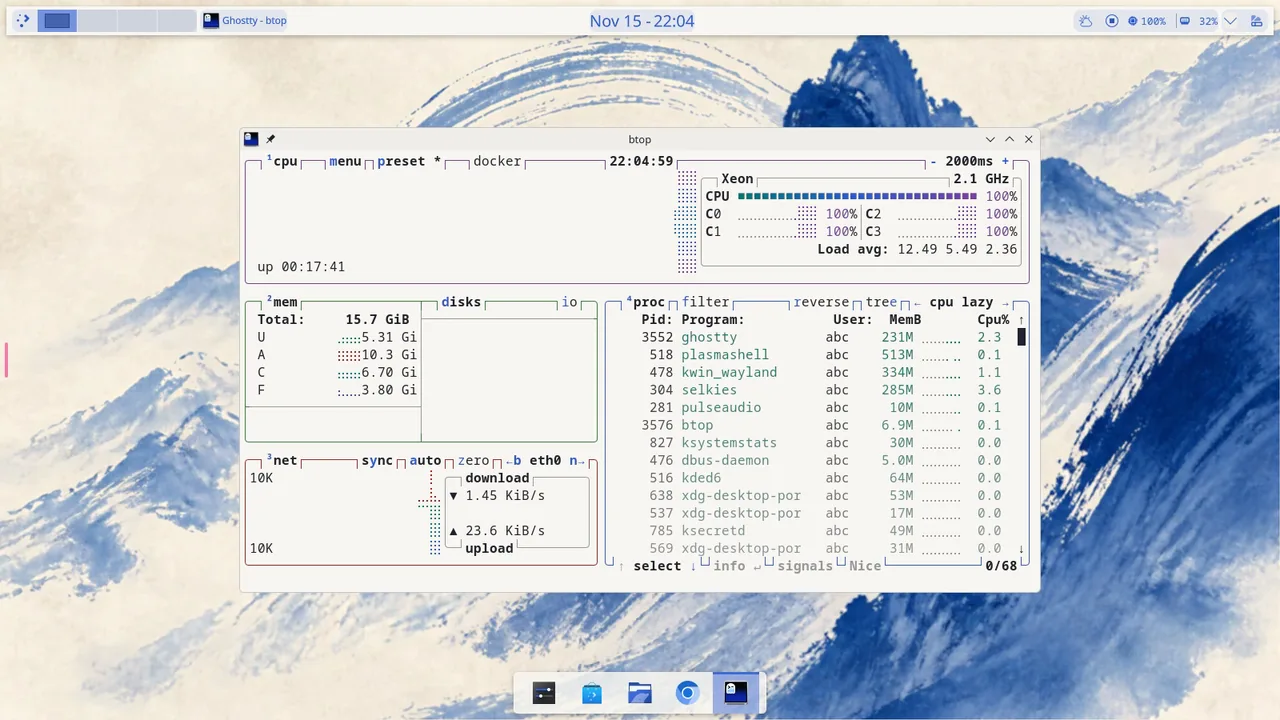 Ghostty - btop
Nov 15 - 22:04
100%
32%
btop
¹cpu menu preset * docker 22:04:59 - 2000ms +
Xeon 2.1 GHz
CPU 100%
C0 100% C2 100%
C1 100% C3 100%
Load avg: 12.49 5.49 2.36
up 00:17:41
²mem disks io
Total: 15.7 GiB
U 5.31 Gi
A 10.3 Gi
C 6.70 Gi
F 3.80 Gi
³net sync auto zero ←b eth0 n→
10K
download
▼ 1.45 KiB/s
▲ 23.6 KiB/s
10K
upload
⁴proc filter reverse tree ← cpu lazy →
Pid: Program: User: MemB Cpu% ↑
3552 ghostty abc 231M 2.3
518 plasmashell abc 513M 0.1
478 kwin_wayland abc 334M 1.1
304 selkies abc 285M 3.6
281 pulseaudio abc 10M 0.1
3576 btop abc 6.9M 0.1
827 ksystemstats abc 30M 0.0
476 dbus-daemon abc 5.0M 0.0
516 kded6 abc 64M 0.0
638 xdg-desktop-por abc 53M 0.0
537 xdg-desktop-por abc 17M 0.0
785 ksecretd abc 49M 0.0
569 xdg-desktop-por abc 31M 0.0 ↓
↑ select ↓ info ↵ signals Nice 0/68